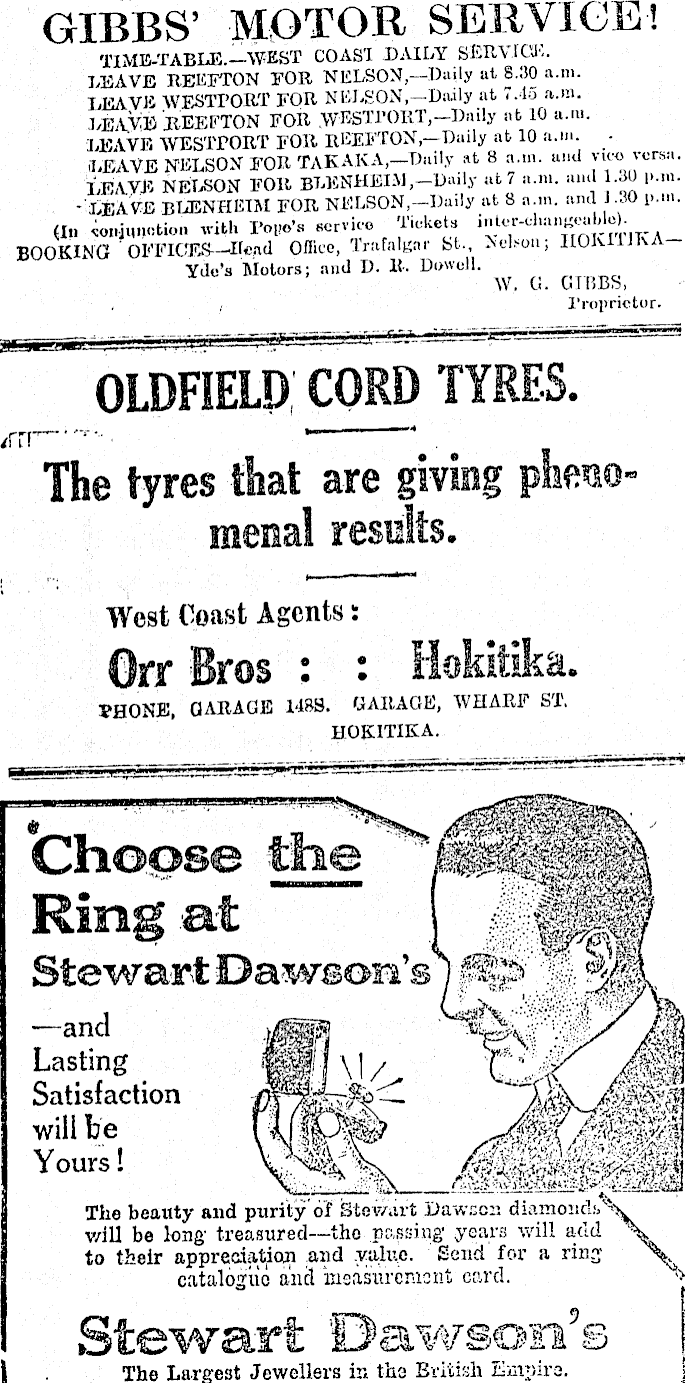 GIBBS' MOTOR SERVICE!
TIME-TABLE.—WEST COAST DAILY SERVICE.
LEAVE REEFTON FOR NELSON,—Daily at 8.30 a.m.
LEAVE WESTPORT FOR NELSON,—Daily at 7.45 a.m.
LEAVE REEFTON FOR WESTPORT,—Daily at 10 a.m.
LEAVE WESTPORT FOR REEFTON,—Daily at 10 a.m.
LEAVE NELSON FOR TAKAKA,—Daily at 8 a.m. and vice versa.
LEAVE NELSON FOR BLENHEIM,—Daily at 7 a.m. and 1.30 p.m.
LEAVE BLENHEIM FOR NELSON,—Daily at 8 a.m. and 1.30 p.m.
(In conjunction with Pope's service Tickets inter-changeable).
BOOKING OFFICES—Head Office, Trafalgar St., Nelson; HOKITIKA—
Yde's Motors; and D. R. Dowell.
W. G. GIBBS,
Proprietor.
OLDFIELD CORD TYRES.
The tyres that are giving pheno-
menal results.
West Coast Agents:
Orr Bros : : Hokitika.
PHONE, GARAGE 148S. GARAGE, WHARF ST.
HOKITIKA.
Choose the
Ring at
Stewart Dawson's
—and
Lasting
Satisfaction
will be
Yours!
The beauty and purity of Stewart Dawson diamonds
will be long treasured—the passing years will add
to their appreciation and value. Send for a ring
catalogue and measurement card.
Stewart Dawson's
The Largest Jewellers in the British Empire.